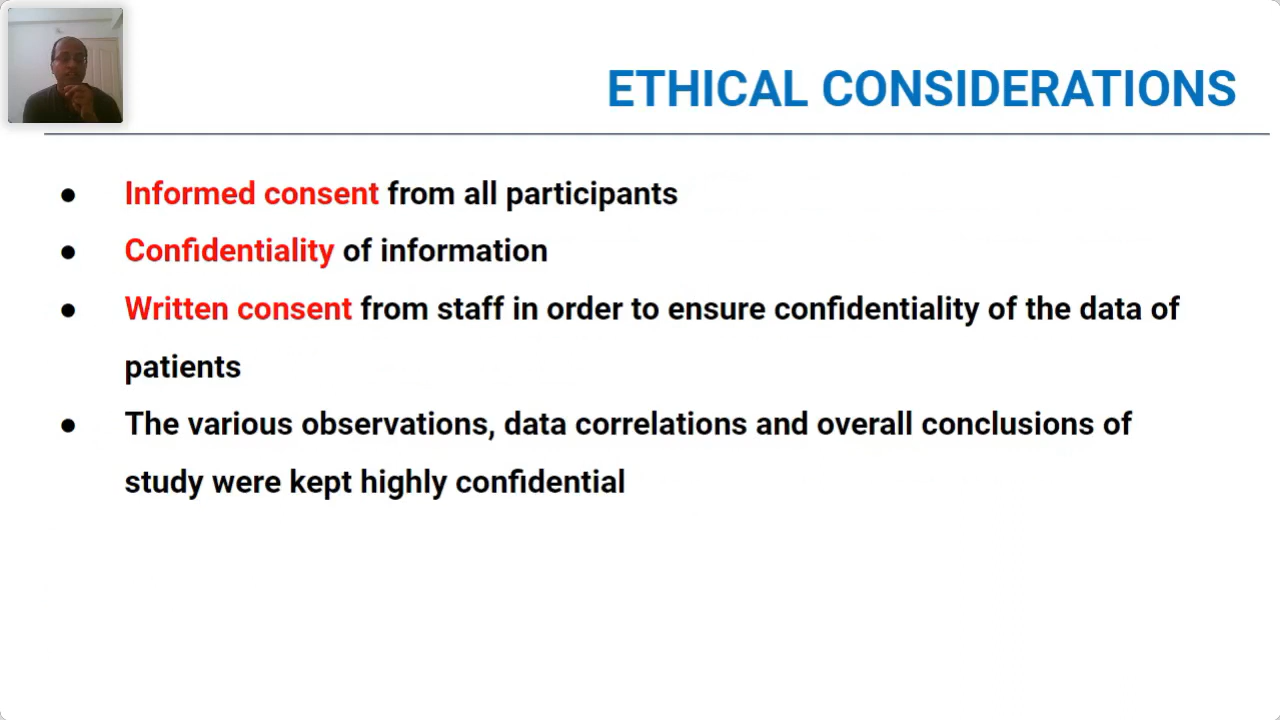 ETHICAL CONSIDERATIONS
● Informed consent from all participants
● Confidentiality of information
● Written consent from staff in order to ensure confidentiality of the data of
patients
● The various observations, data correlations and overall conclusions of
study were kept highly confidential